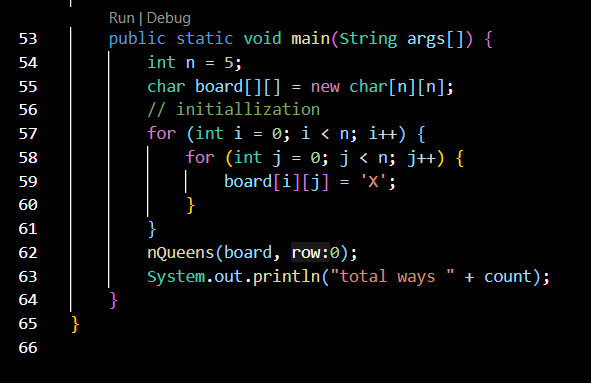 Run | Debug
53 public static void main(String args[]) {
54 int n = 5;
55 char board[][] = new char[n][n];
56 // initiallization
57 for (int i = 0; i < n; i++) {
58 for (int j = 0; j < n; j++) {
59 board[i][j] = 'X';
60 }
61 }
62 nQueens(board, row:0);
63 System.out.println("total ways " + count);
64 }
65 }
66